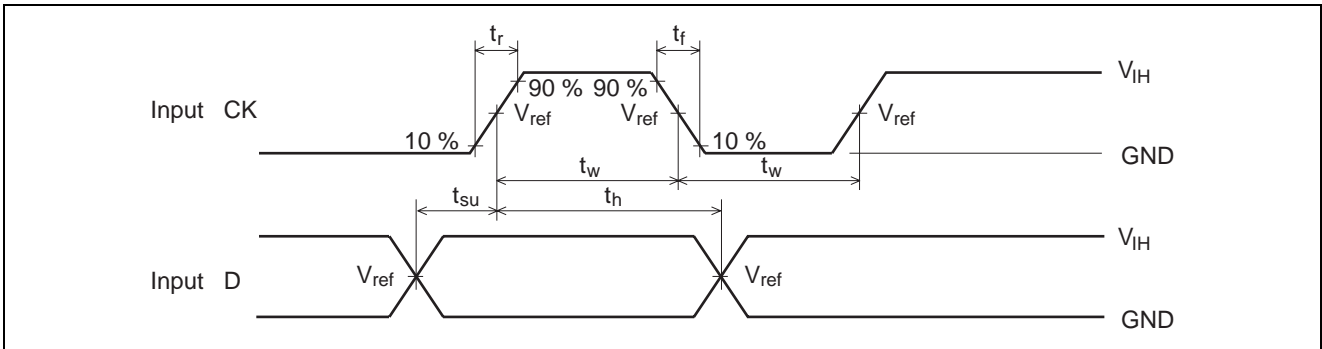 tr
tf
VIH
90 % 90 %
Input CK
Vref
Vref
Vref
10 %
10 %
GND
tw
tw
tsu
th
VIH
Input D
Vref
Vref
GND